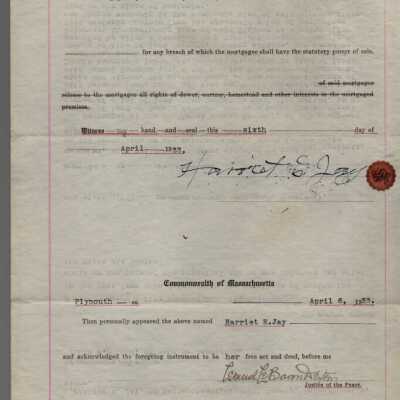 for any breach of which the mortgagee shall have the statutory power of sale.
of said mortgagor
release to the mortgagee all rights of dower, curtesy, homestead and other interests in the mortgaged
premises.
Witness my hand and seal this sixth day of
April 1933,
Harriet E. Jay
Commonwealth of Massachusetts
Plymouth ss April 6, 1933.
Then personally appeared the above named Harriet E. Jay
and acknowledged the foregoing instrument to be her free act and deed, before me
Justice of the Peace.